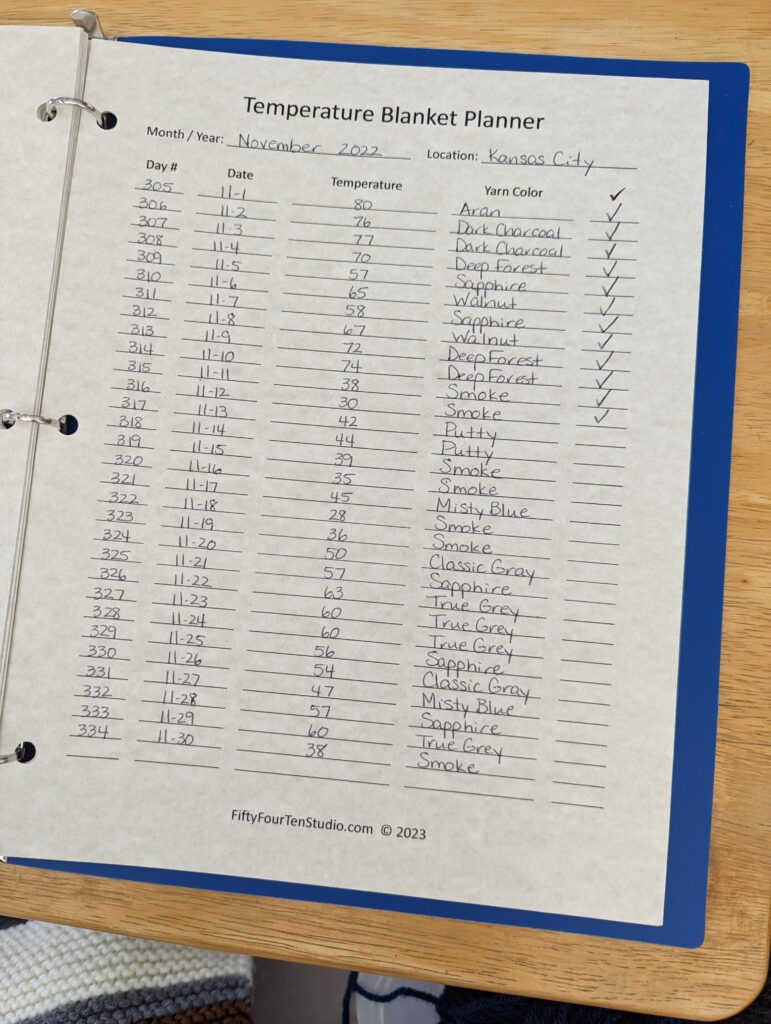 Temperature Blanket Planner
Month / Year: November 2022 Location: Kansas City
Day # Date Temperature Yarn Color ✓
305 11-1 80 Aran ✓
306 11-2 76 Dark Charcoal ✓
307 11-3 77 Dark Charcoal ✓
308 11-4 70 Deep Forest ✓
309 11-5 57 Sapphire ✓
310 11-6 65 Walnut ✓
311 11-7 58 Sapphire ✓
312 11-8 67 Walnut ✓
313 11-9 72 Deep Forest ✓
314 11-10 74 Deep Forest ✓
315 11-11 38 Smoke ✓
316 11-12 30 Smoke ✓
317 11-13 42 Putty
318 11-14 44 Putty
319 11-15 39 Smoke
320 11-16 35 Smoke
321 11-17 45 Misty Blue
322 11-18 28 Smoke
323 11-19 36 Smoke
324 11-20 50 Classic Gray
325 11-21 57 Sapphire
326 11-22 63 True Grey
327 11-23 60 True Grey
328 11-24 60 True Grey
329 11-25 56 Sapphire
330 11-26 54 Classic Gray
331 11-27 47 Misty Blue
332 11-28 57 Sapphire
333 11-29 60 True Grey
334 11-30 38 Smoke
FiftyFourTenStudio.com © 2023